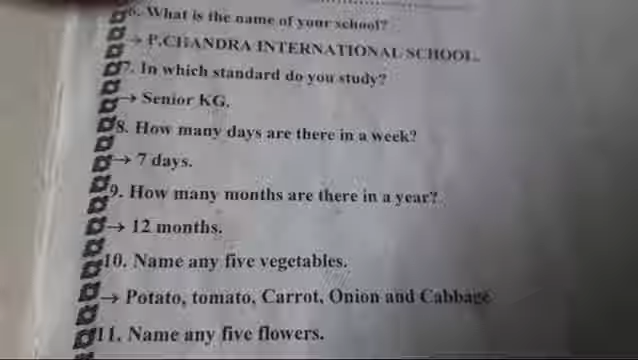 6. What is the name of your school?
→ P.CHANDRA INTERNATIONAL SCHOOL.
7. In which standard do you study?
→ Senior KG.
8. How many days are there in a week?
→ 7 days.
9. How many months are there in a year?
→ 12 months.
10. Name any five vegetables.
→ Potato, tomato, Carrot, Onion and Cabbage
11. Name any five flowers.